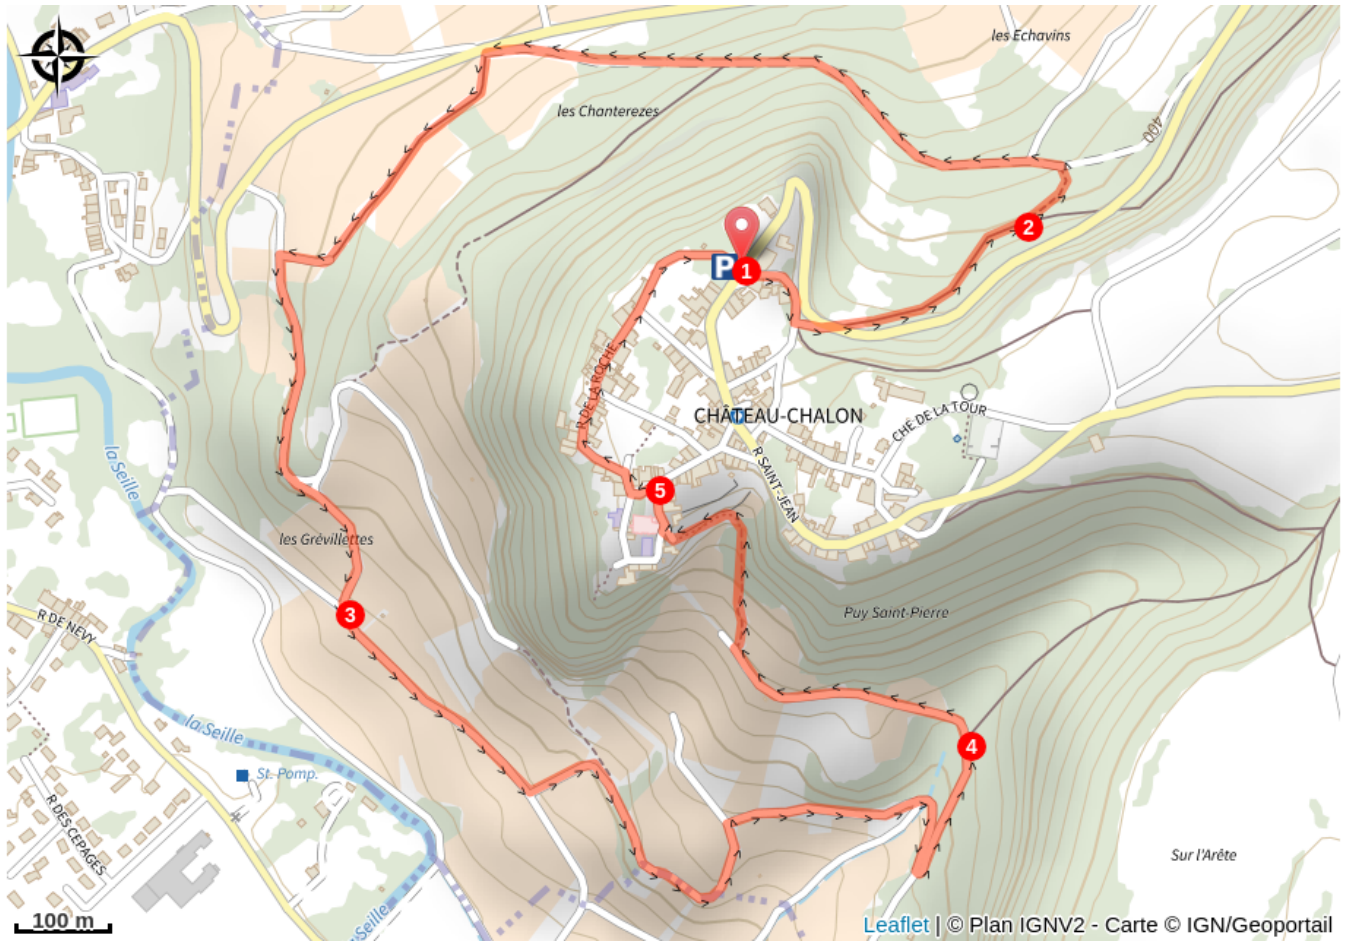 les Echavins
les Chanterezes
400
2
P
1
R DE LA ROCHE
CHÂTEAU-CHALON
CHE DE LA TOUR
la Seille
R SAINT-JEAN
5
les Grévillettes
3
Puy Saint-Pierre
R DE NEVY
la Seille
4
St. Pomp.
R DES CEPAGES
Sur l'Arête
la Seille
100 m
Leaflet | © Plan IGNV2 - Carte © IGN/Geoportail